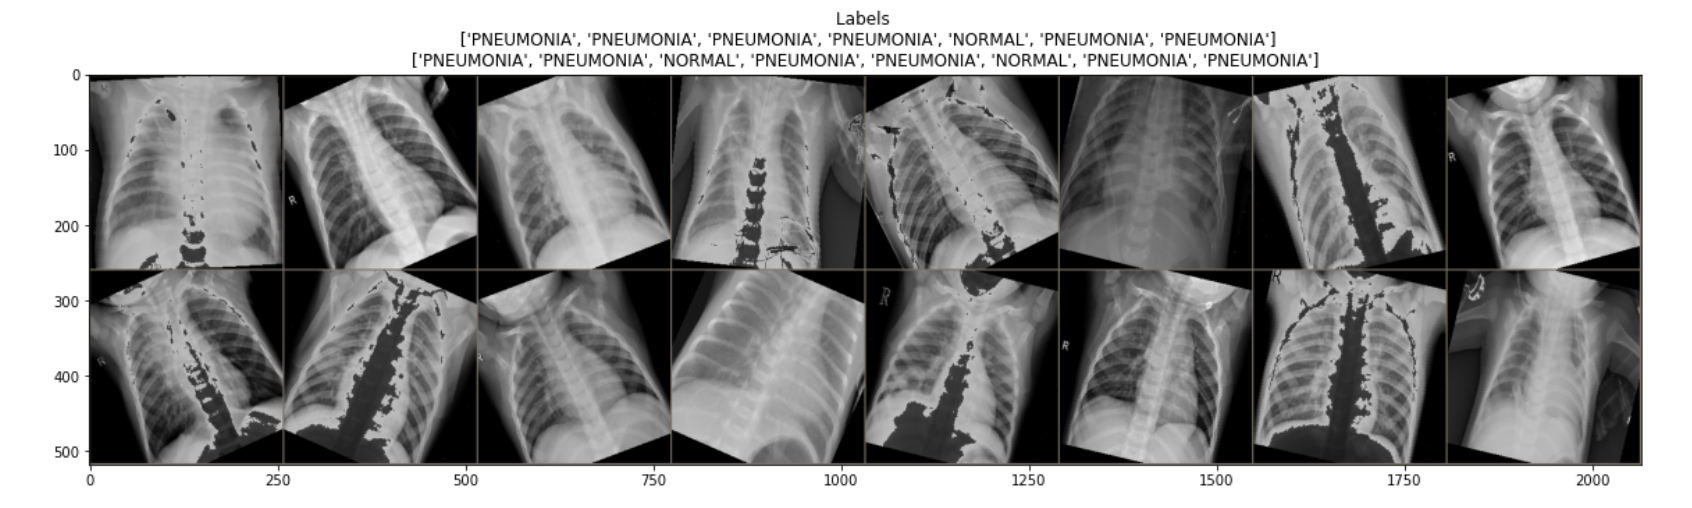 Labels
['PNEUMONIA', 'PNEUMONIA', 'PNEUMONIA', 'PNEUMONIA', 'NORMAL', 'PNEUMONIA', 'PNEUMONIA']
['PNEUMONIA', 'PNEUMONIA', 'NORMAL', 'PNEUMONIA', 'PNEUMONIA', 'NORMAL', 'PNEUMONIA', 'PNEUMONIA']
0
100
R
R
200
300
R
R
R
R
400
500
0 250 500 750 1000 1250 1500 1750 2000